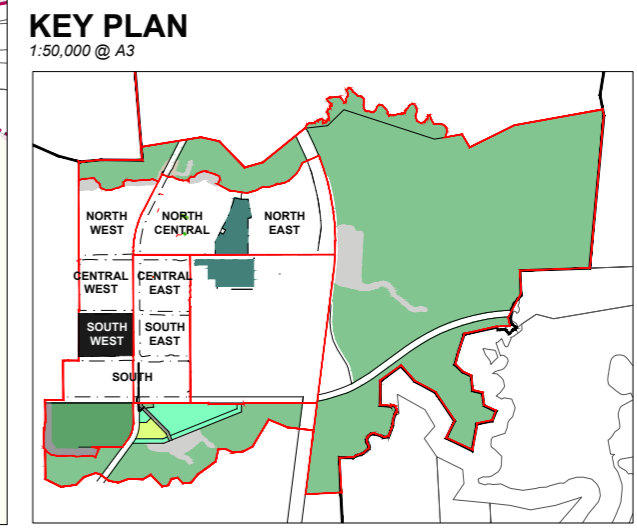 KEY PLAN
1:50,000 @ A3
NORTH
WEST
NORTH
CENTRAL
NORTH
EAST
CENTRAL
WEST
CENTRAL
EAST
SOUTH
WEST
SOUTH
EAST
SOUTH